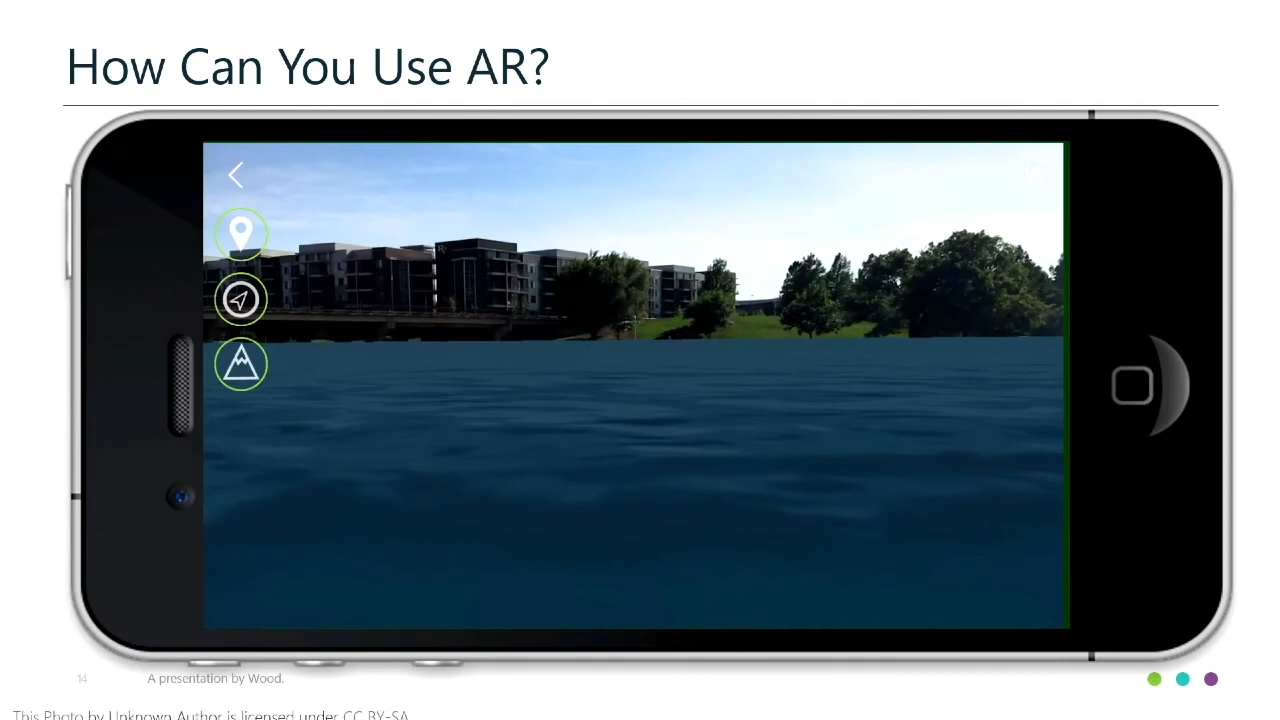 How Can You Use AR?
14
A presentation by Wood.
This Photo by Unknown Author is licensed under CC BY-SA